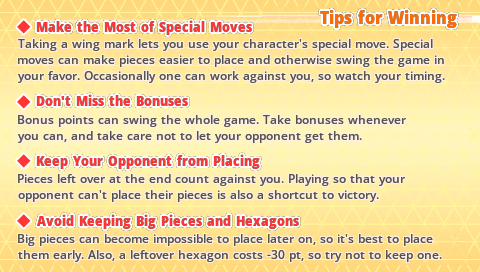 Tips for Winning
Make the Most of Special Moves
Taking a wing mark lets you use your character's special move. Special
moves can make pieces easier to place and otherwise swing the game in
your favor. Occasionally one can work against you, so watch your timing.
Don't Miss the Bonuses
Bonus points can swing the whole game. Take bonuses whenever
you can, and take care not to let your opponent get them.
Keep Your Opponent from Placing
Pieces left over at the end count against you. Playing so that your
opponent can't place their pieces is also a shortcut to victory.
Avoid Keeping Big Pieces and Hexagons
Big pieces can become impossible to place later on, so it's best to place
them early. Also, a leftover hexagon costs -30 pt, so try not to keep one.